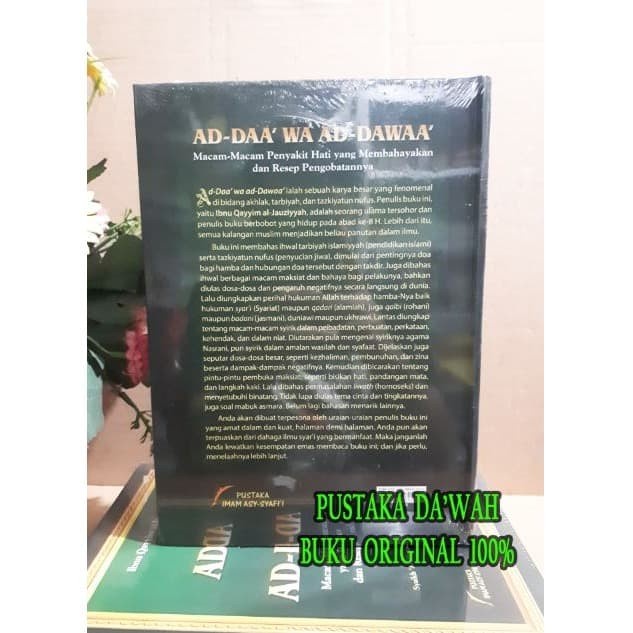 AD-DAA' WA AD-DAWAA'
Macam-Macam Penyakit Hati yang Membahayakan
dan Resep Pengobatannya
Ad-Daa' wa ad-Dawaa' ialah sebuah karya besar yang fenomenal
di bidang akhlak, tarbiyah, dan tazkiyatun nufus. Penulis buku ini,
yaitu Ibnu Qayyim al-Jauziyyah, adalah seorang ulama tersohor dan
penulis buku berbobot yang hidup pada abad ke-8 H. Lebih dari itu,
semua kalangan muslim menjadikan beliau panutan dalam ilmu.
Buku ini membahas ihwal tarbiyah islamiyyah (pendidikan islami)
serta tazkiyatun nufus (penyucian jiwa), dimulai dari pentingnya doa
bagi hamba dan hubungan doa tersebut dengan takdir. Juga dibahas
ihwal berbagai macam maksiat dan bahaya bagi pelakunya, bahkan
diulas dosa-dosa dan pengaruh negatifnya secara langsung di dunia.
Lalu diungkapkan perihal hukuman Allah terhadap hamba-Nya baik
hukuman syar'i (Syariat) maupun qadari (alamiah), juga qalbi (rohani)
maupun badani (jasmani), duniawi maupun ukhrawi. Lantas diungkap
tentang macam-macam syirik dalam peibadatan, perbuatan, perkataan,
kehendak, dan dalam niat. Diutarakan pula mengenai syiriknya agama
Nasrani, pun syirik dalam amalan wasilah dan syafaat. Dijelaskan juga
seputar dosa-dosa besar, seperti kezhaliman, pembunuhan, dan zina
beserta dampak-dampak negatifnya. Kemudian dibicarakan tentang
pintu-pintu pembuka maksiat, seperti bisikan hati, pandangan mata,
dan langkah kaki. Lalu dibahas permasalahan liwath (homoseks) dan
menyetubuhi binatang. Tidak lupa diulas tema cinta dan tingkatannya,
juga soal mabuk asmara. Belum lagi bahasan menarik lainnya.
Anda akan dibuat terpesona oleh uraian-uraian penulis buku ini
yang amat dalam dan kuat, halaman demi halaman. Anda pun akan
terpuaskan dari dahaga ilmu syar'i yang bermanfaat. Maka janganlah
Anda lewatkan kesempatan emas membaca buku ini; dan jika perlu,
menelaahnya lebih lanjut.
PUSTAKA
IMAM ASY-SYAFI'I
PUSTAKA DA'WAH
BUKU ORIGINAL 100%
Ibnu Qay
AD-D